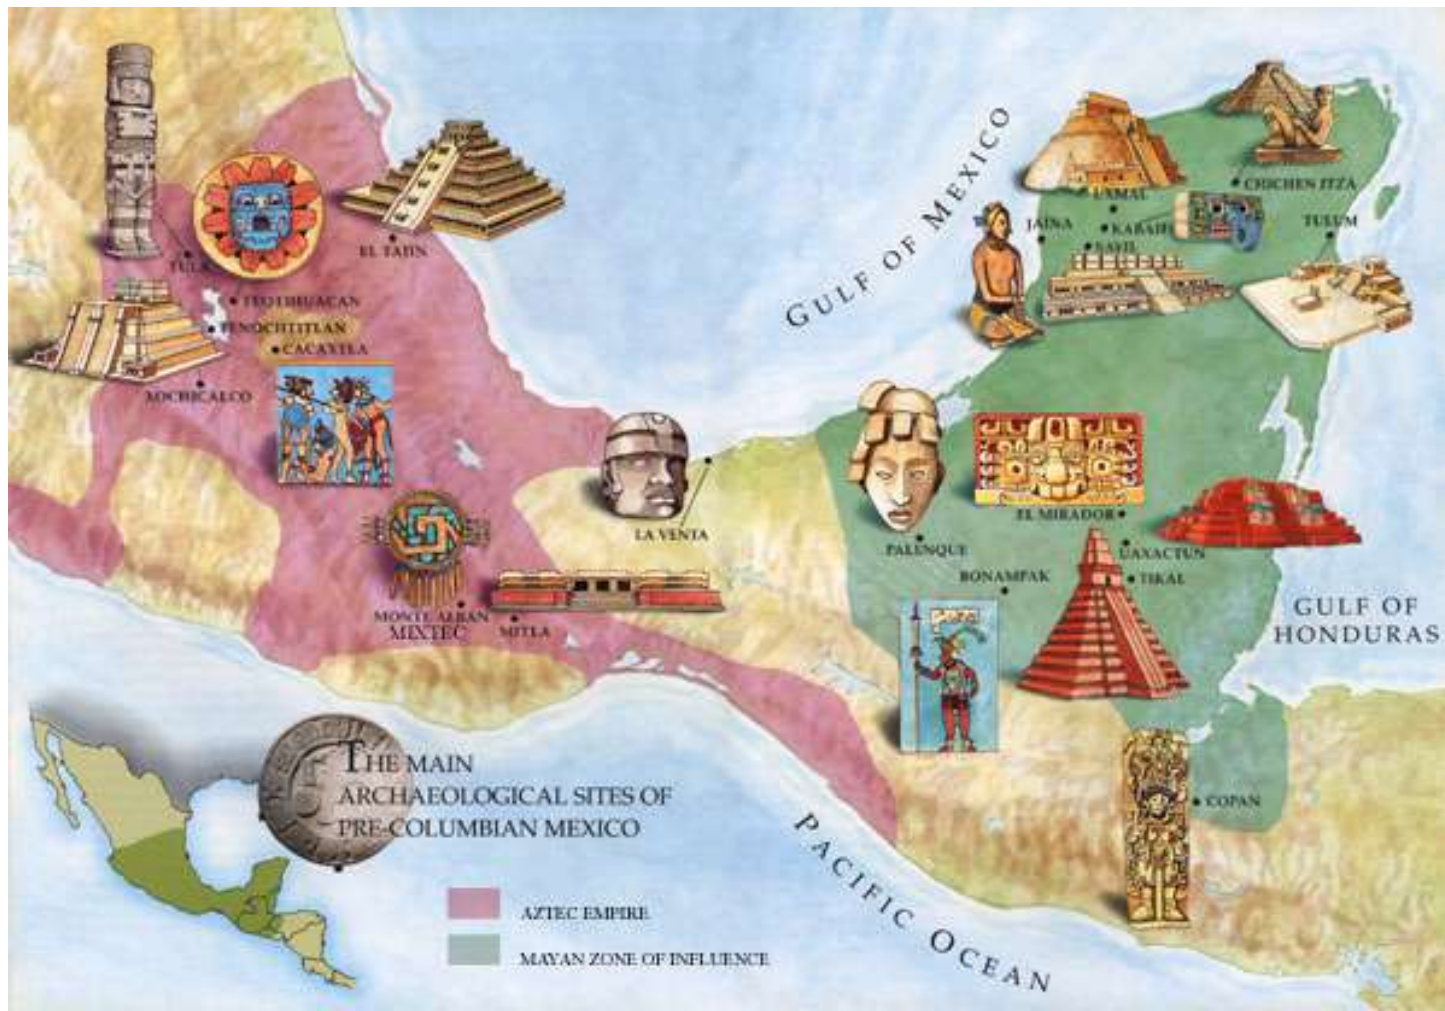 GULF OF MEXICO
CHICHEN ITZA
UXMAL
JAINA
KABAH
TULUM
SAYIL
EL TAJIN
TULA
TEOTIHUACAN
TENOCHTITLAN
CACAXTLA
XOCHICALCO
LA VENTA
EL MIRADOR
PALENQUE
UAXACTUN
BONAMPAK
TIKAL
GULF OF
HONDURAS
MONTE ALBAN
MIXTEC
MITLA
THE MAIN
ARCHAEOLOGICAL SITES OF
PRE-COLUMBIAN MEXICO
COPAN
PACIFIC OCEAN
AZTEC EMPIRE
MAYAN ZONE OF INFLUENCE